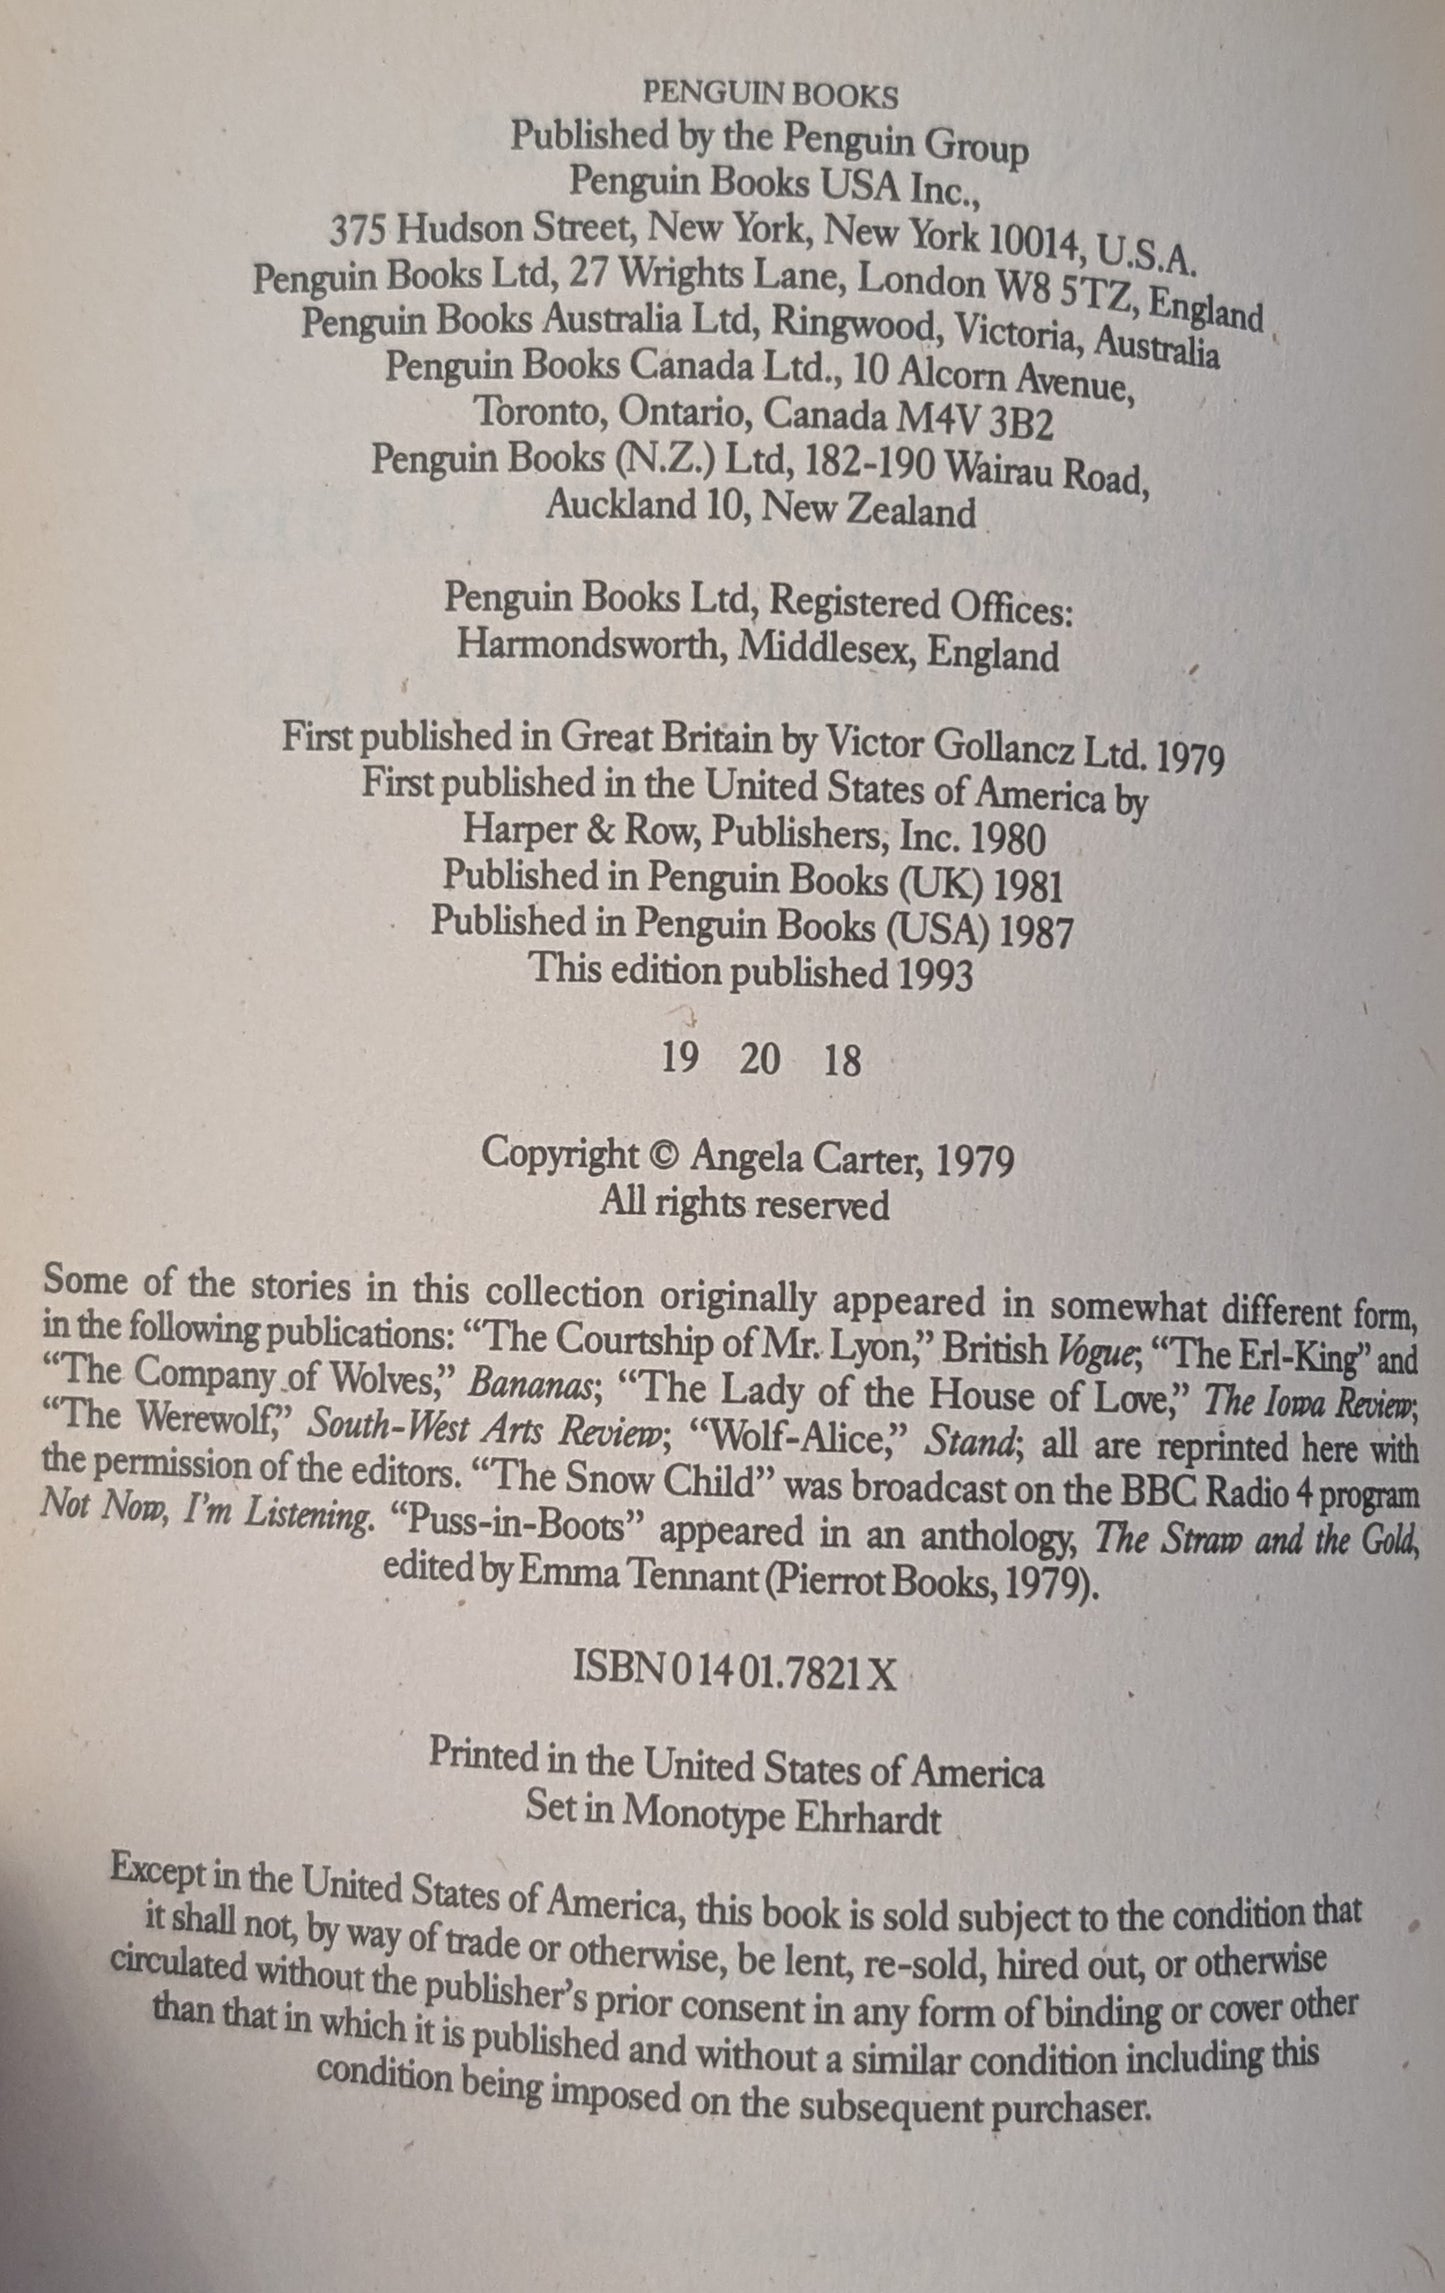 PENGUIN BOOKS
Published by the Penguin Group
Penguin Books USA Inc.,
375 Hudson Street, New York, New York 10014, U.S.A.
Penguin Books Ltd, 27 Wrights Lane, London W8 5TZ, England
Penguin Books Australia Ltd, Ringwood, Victoria, Australia
Penguin Books Canada Ltd., 10 Alcorn Avenue,
Toronto, Ontario, Canada M4V 3B2
Penguin Books (N.Z.) Ltd, 182-190 Wairau Road,
Auckland 10, New Zealand
Penguin Books Ltd, Registered Offices:
Harmondsworth, Middlesex, England
First published in Great Britain by Victor Gollancz Ltd. 1979
First published in the United States of America by
Harper & Row, Publishers, Inc. 1980
Published in Penguin Books (UK) 1981
Published in Penguin Books (USA) 1987
This edition published 1993
19 20 18
Copyright © Angela Carter, 1979
All rights reserved
Some of the stories in this collection originally appeared in somewhat different form,
in the following publications: “The Courtship of Mr. Lyon,” British Vogue; “The Erl-King” and
“The Company of Wolves,” Bananas; “The Lady of the House of Love,” The Iowa Review;
“The Werewolf,” South-West Arts Review; “Wolf-Alice,” Stand; all are reprinted here with
the permission of the editors. “The Snow Child” was broadcast on the BBC Radio 4 program
Not Now, I’m Listening. “Puss-in-Boots” appeared in an anthology, The Straw and the Gold,
edited by Emma Tennant (Pierrot Books, 1979).
ISBN 0 14 01.7821 X
Printed in the United States of America
Set in Monotype Ehrhardt
Except in the United States of America, this book is sold subject to the condition that
it shall not, by way of trade or otherwise, be lent, re-sold, hired out, or otherwise
circulated without the publisher’s prior consent in any form of binding or cover other
than that in which it is published and without a similar condition including this
condition being imposed on the subsequent purchaser.